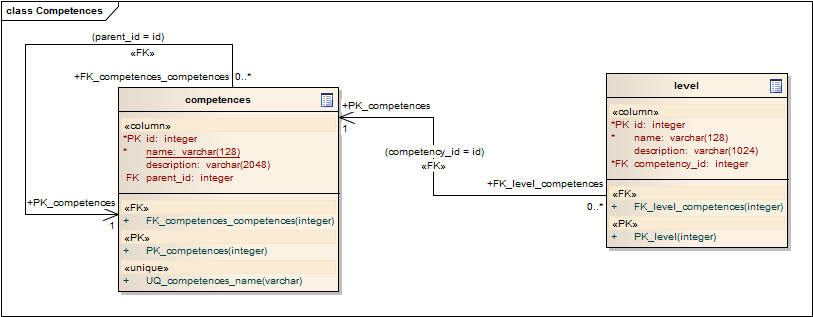 class Competences
(parent_id = id)
«FK»
+FK_competences_competences 0..*
competences
«column»
*PK id: integer
* name: varchar(128)
description: varchar(2048)
FK parent_id: integer
«FK»
+ FK_competences_competences(integer)
«PK»
+ PK_competences(integer)
«unique»
+ UQ_competences_name(varchar)
+PK_competences
1
+PK_competences
1
(competency_id = id)
«FK»
+FK_level_competences
0..*
level
«column»
*PK id: integer
* name: varchar(128)
description: varchar(1024)
*FK competency_id: integer
«FK»
+ FK_level_competences(integer)
«PK»
+ PK_level(integer)